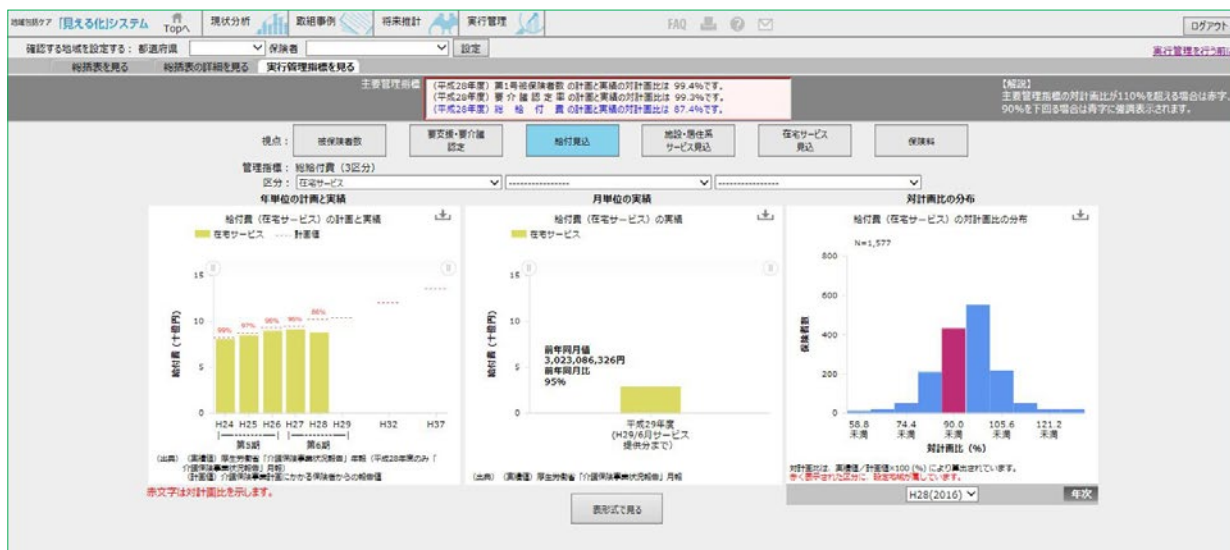 地域包括ケア「見える化」システム
Topへ
現状分析
取組事例
将来推計
実行管理
FAQ
ログアウト
確認する地域を設定する： 都道府県
保険者
設定
実行管理を行う前に
総括表を見る
総括表の詳細を見る
実行管理指標を見る
主要管理指標
（平成28年度）第1号被保険者数 の計画と実績の対計画比は 99.4%です。
（平成28年度）要 介 護 認 定 率 の計画と実績の対計画比は 99.3%です。
（平成28年度）総 給 付 費 の計画と実績の対計画比は 87.4%です。
【解説】
主要管理指標の対計画比が110%を超える場合は赤字、
90%を下回る場合は青字に強調表示されます。
視点：
被保険者数
要支援・要介護
認定
給付見込
施設・居住系
サービス見込
在宅サービス
見込
保険料
管理指標： 総給付費（3区分）
区分： 在宅サービス
---------------
---------------
年単位の計画と実績
給付費（在宅サービス）の計画と実績
在宅サービス
計画値
給付費（十億円）
15
10
5
0
99%
97%
96%
H24
H25
H26
H27
H28
H29
H32
H37
第5期
第6期
（出典）（実績値）厚生労働省「介護保険事業状況報告」年報（平成28年度のみ「
介護保険事業状況報告」月報）
（計画値）介護保険事業計画にかかる保険者からの報告値
赤文字は対計画比を示します。
月単位の実績
給付費（在宅サービス）の実績
在宅サービス
給付費（十億円）
15
10
5
0
前年同月値
3,023,086,326円
前年同月比
95%
平成29年度
(H29/6月サービス
提供分まで)
（出典）（実績値）厚生労働省「介護保険事業状況報告」月報
表形式で見る
対計画比の分布
給付費（在宅サービス）の対計画比の分布
N=1,577
保険者数
800
600
400
200
0
58.8
未満
74.4
未満
90.0
未満
105.6
未満
121.2
未満
対計画比（%）
対計画比は、実績値/計画値×100（%）により算出されています。
赤く表示された区分に、設定地域が属しています。
H28(2016)
年次